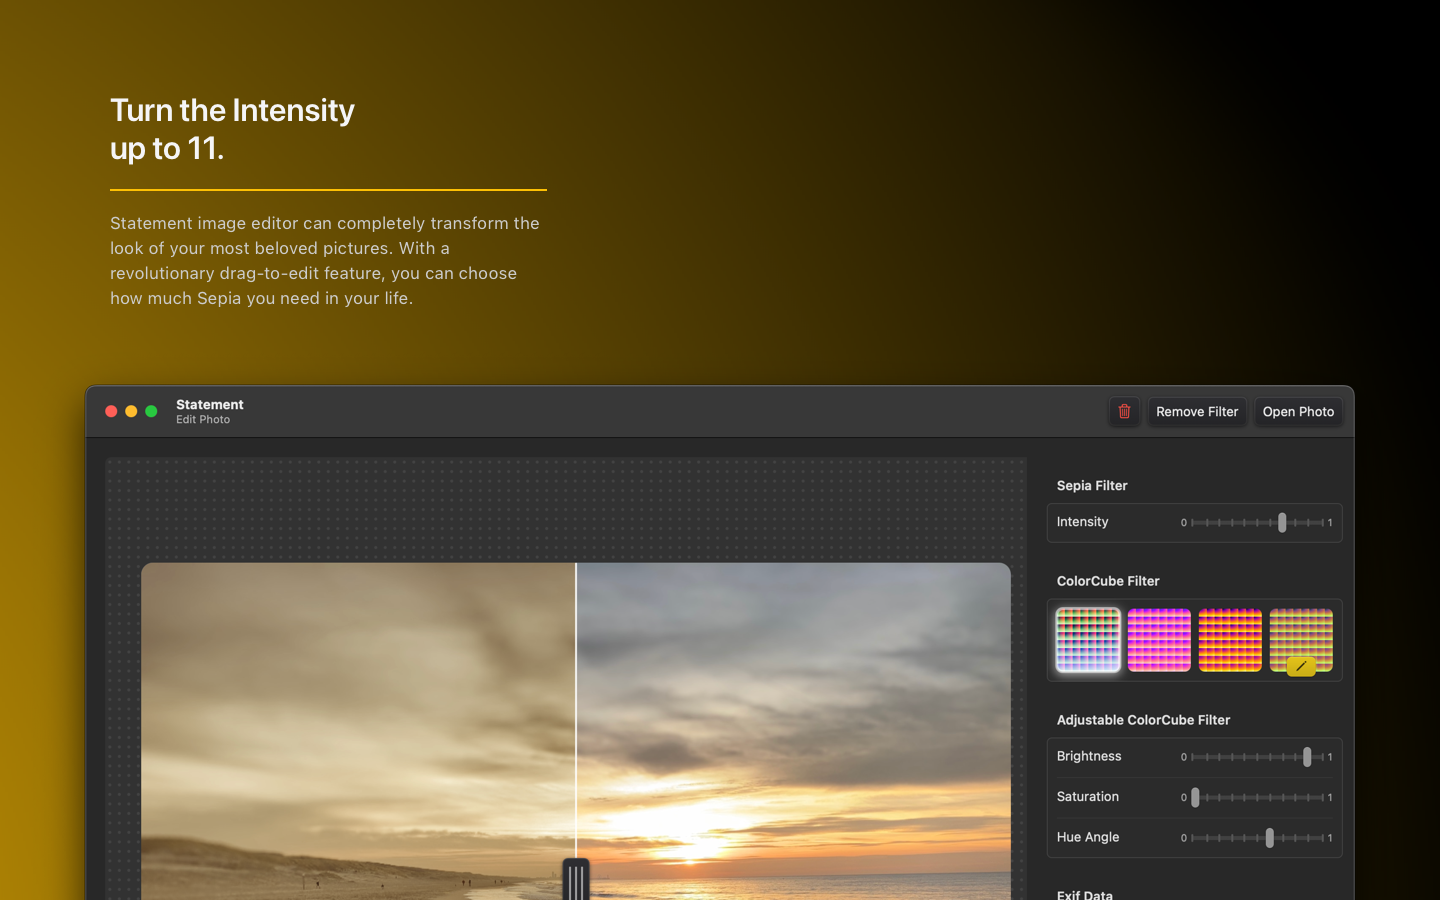 Turn the Intensity
up to 11.
Statement image editor can completely transform the
look of your most beloved pictures. With a
revolutionary drag-to-edit feature, you can choose
how much Sepia you need in your life.
Statement
Edit Photo
Remove Filter
Open Photo
Sepia Filter
Intensity 0 1
ColorCube Filter
Adjustable ColorCube Filter
Brightness 0 1
Saturation 0 1
Hue Angle 0 1
Exif Data